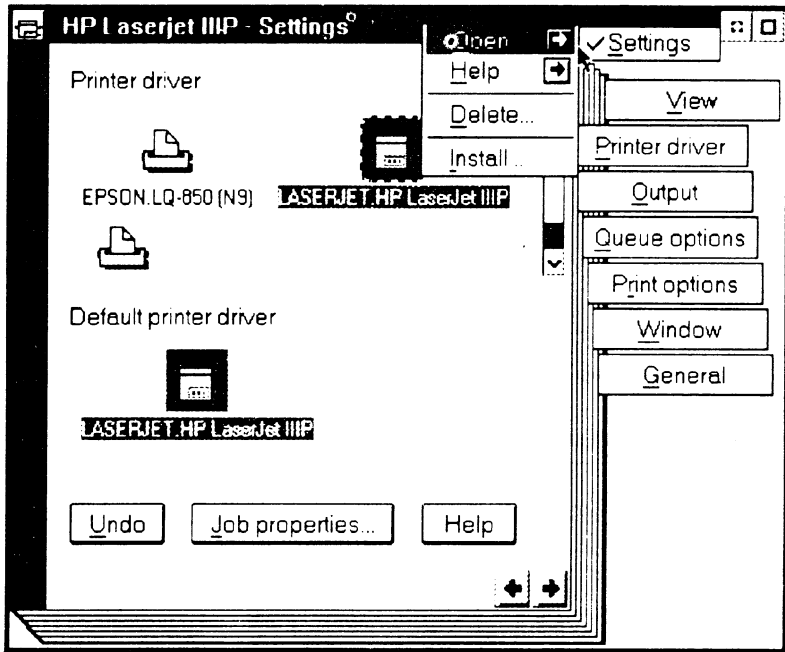 HP Laserjet IIIP - Settings
Open
Settings
Help
Delete...
Install...
Printer driver
EPSON.LQ-850 (N9)
LASERJET.HP LaserJet IIIP
Default printer driver
LASERJET.HP LaserJet IIIP
Undo
Job properties...
Help
View
Printer driver
Output
Queue options
Print options
Window
General